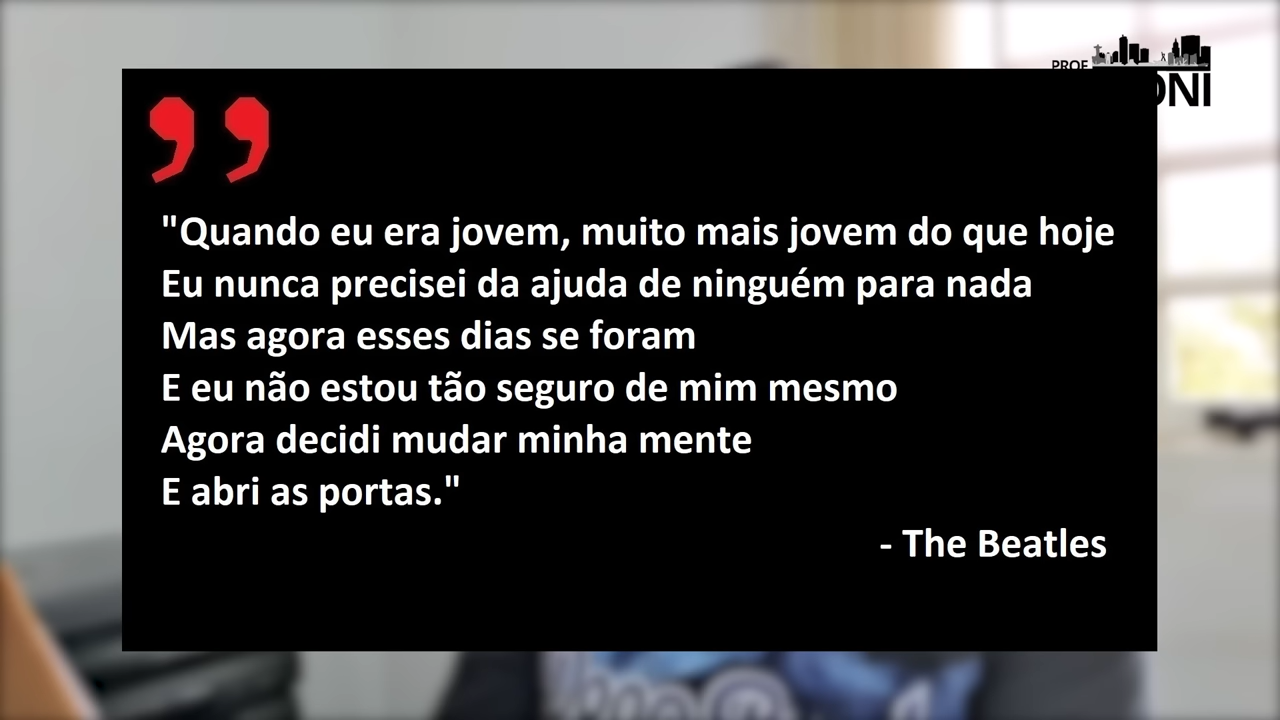 PROF
"Quando eu era jovem, muito mais jovem do que hoje
Eu nunca precisei da ajuda de ninguém para nada
Mas agora esses dias se foram
E eu não estou tão seguro de mim mesmo
Agora decidi mudar minha mente
E abri as portas."
- The Beatles